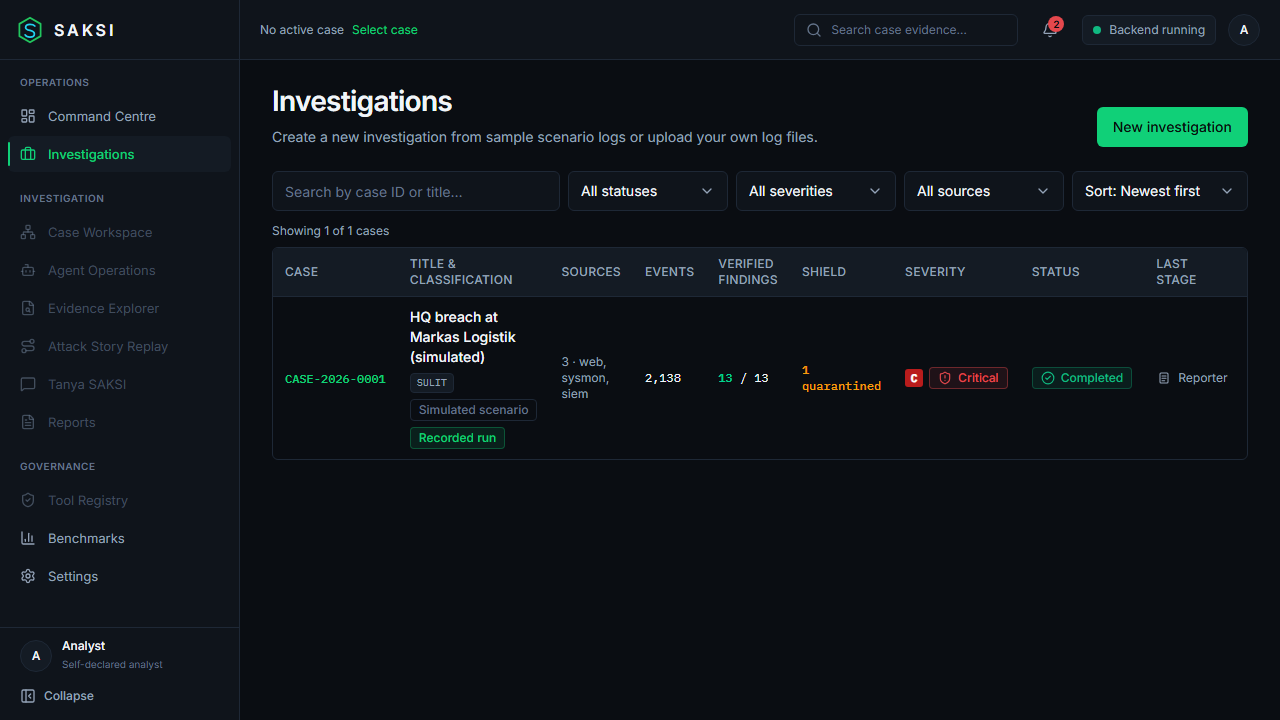 SAKSI
No active case Select case
Search case evidence...
2
Backend running
A
OPERATIONS
Command Centre
Investigations
INVESTIGATION
Case Workspace
Agent Operations
Evidence Explorer
Attack Story Replay
Tanya SAKSI
Reports
GOVERNANCE
Tool Registry
Benchmarks
Settings
A
Analyst
Self-declared analyst
Collapse
Investigations
Create a new investigation from sample scenario logs or upload your own log files.
New investigation
Search by case ID or title...
All statuses
All severities
All sources
Sort: Newest first
Showing 1 of 1 cases
CASE
TITLE &
CLASSIFICATION
SOURCES
EVENTS
VERIFIED
FINDINGS
SHIELD
SEVERITY
STATUS
LAST
STAGE
CASE-2026-0001
HQ breach at
Markas Logistik
(simulated)
SULIT
Simulated scenario
Recorded run
3 · web,
sysmon,
siem
2,138
13 / 13
1
quarantined
C
Critical
Completed
Reporter